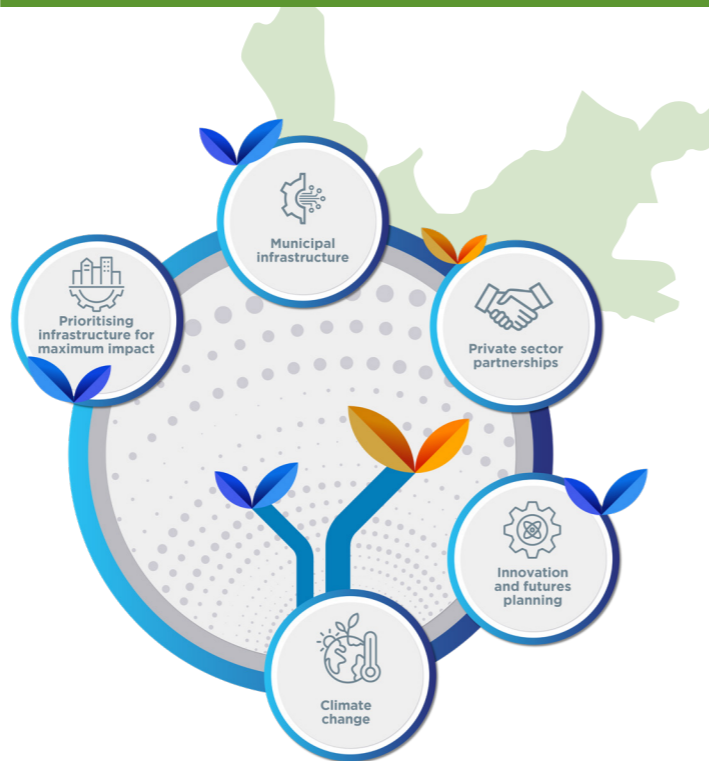 Municipal
infrastructure
Prioritising
infrastructure for
maximum impact
Private sector
partnerships
Innovation
and futures
planning
Climate
change